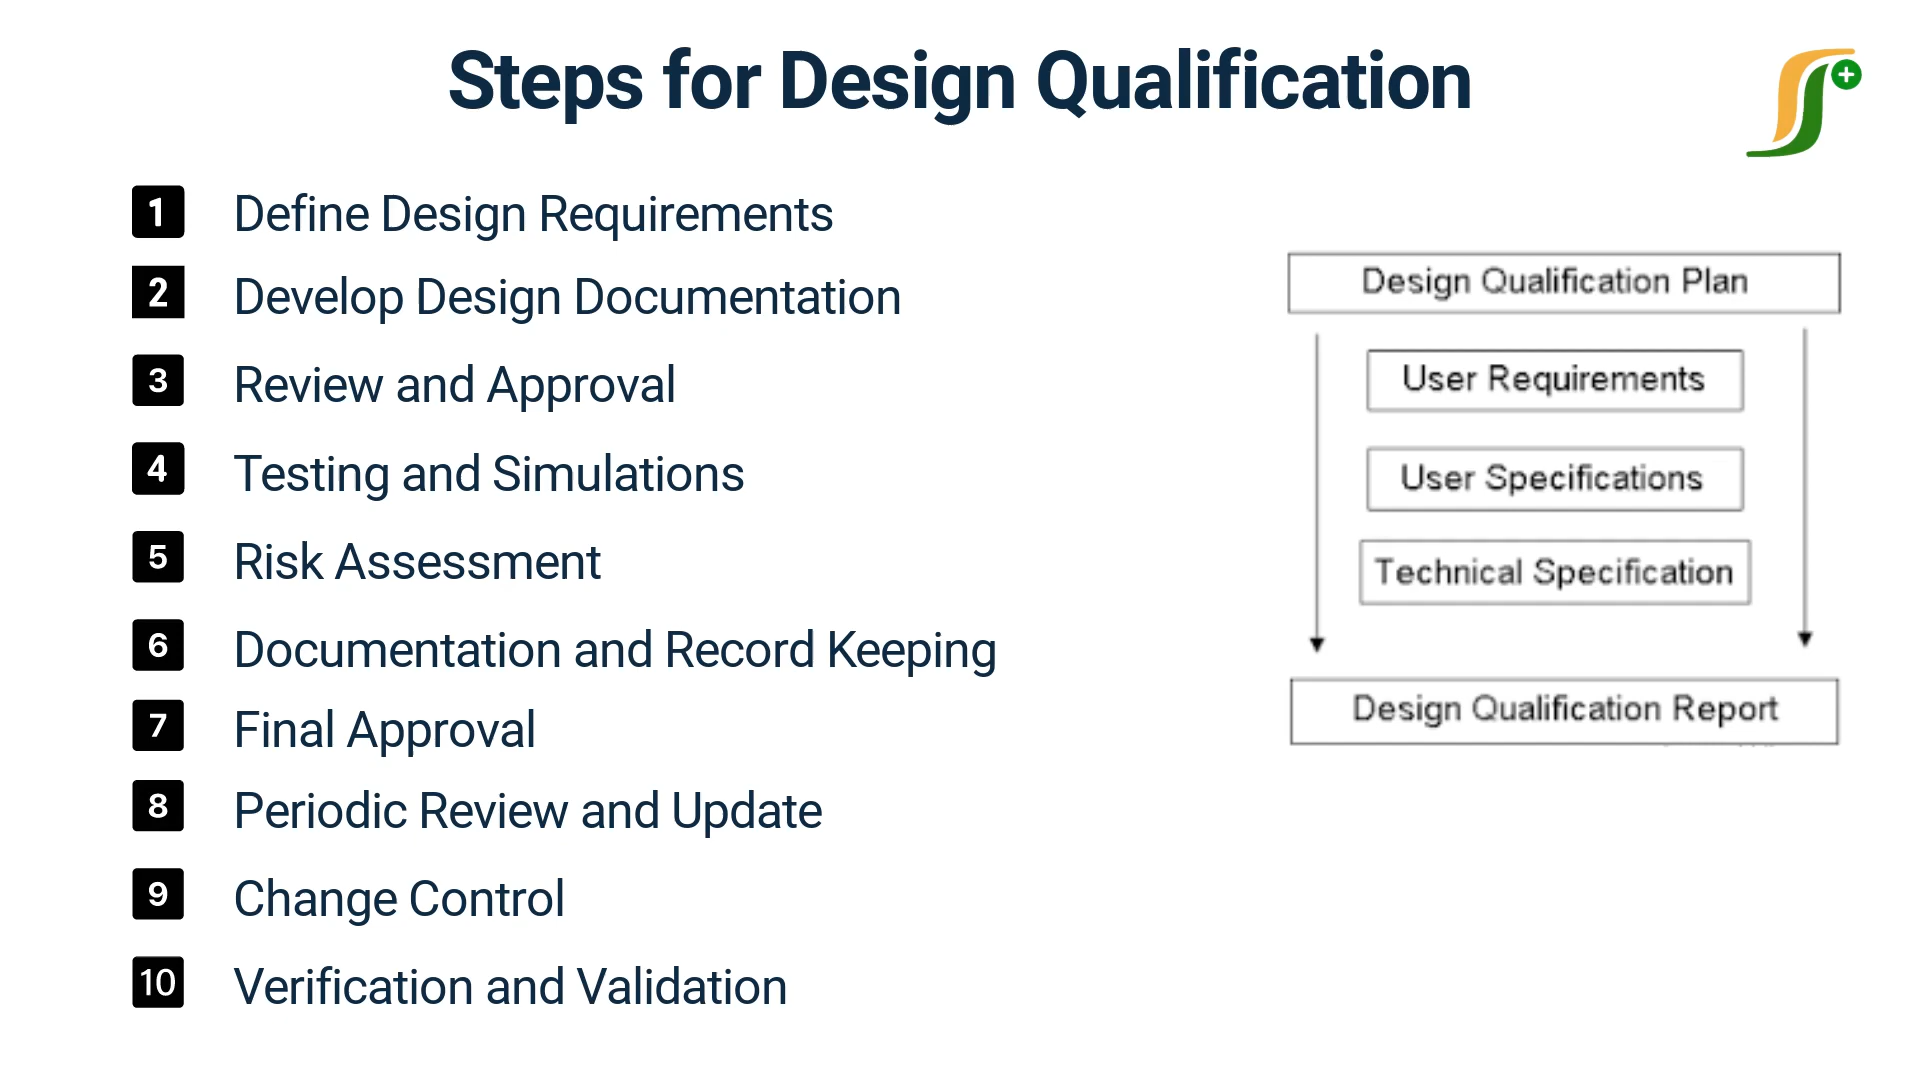 Steps for Design Qualification
1 Define Design Requirements
2 Develop Design Documentation
3 Review and Approval
4 Testing and Simulations
5 Risk Assessment
6 Documentation and Record Keeping
7 Final Approval
8 Periodic Review and Update
9 Change Control
10 Verification and Validation
Design Qualification Plan
User Requirements
User Specifications
Technical Specification
Design Qualification Report